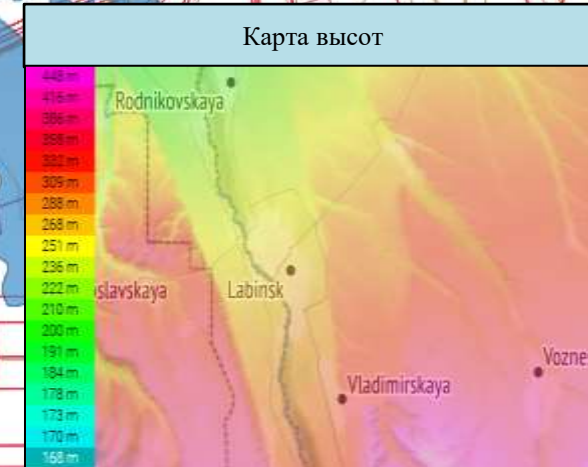 Карта высот
448 m
416 m
386 m
358 m
332 m
309 m
288 m
268 m
251 m
236 m
222 m
210 m
200 m
191 m
184 m
178 m
173 m
170 m
168 m
Rodnikovskaya
oslavskaya
Labinsk
Vladimirskaya
Vozne